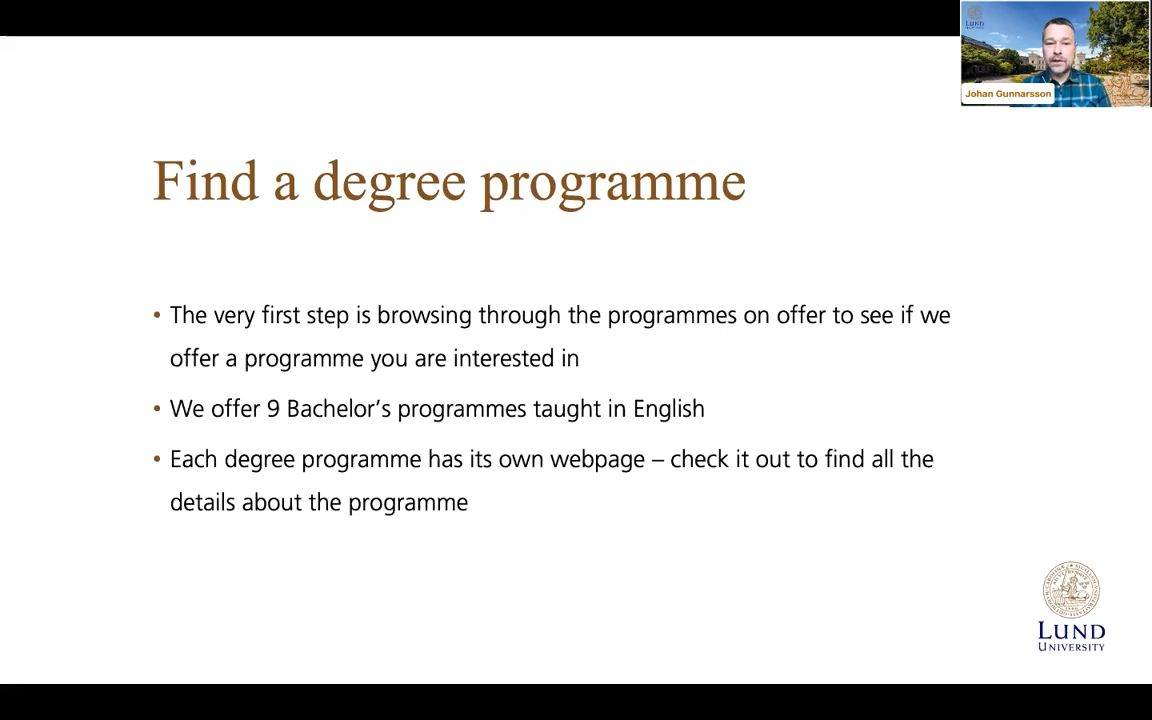 LUND
Johan Gunnarsson
Find a degree programme
• The very first step is browsing through the programmes on offer to see if we
offer a programme you are interested in
• We offer 9 Bachelor’s programmes taught in English
• Each degree programme has its own webpage – check it out to find all the
details about the programme
LUND
UNIVERSITY